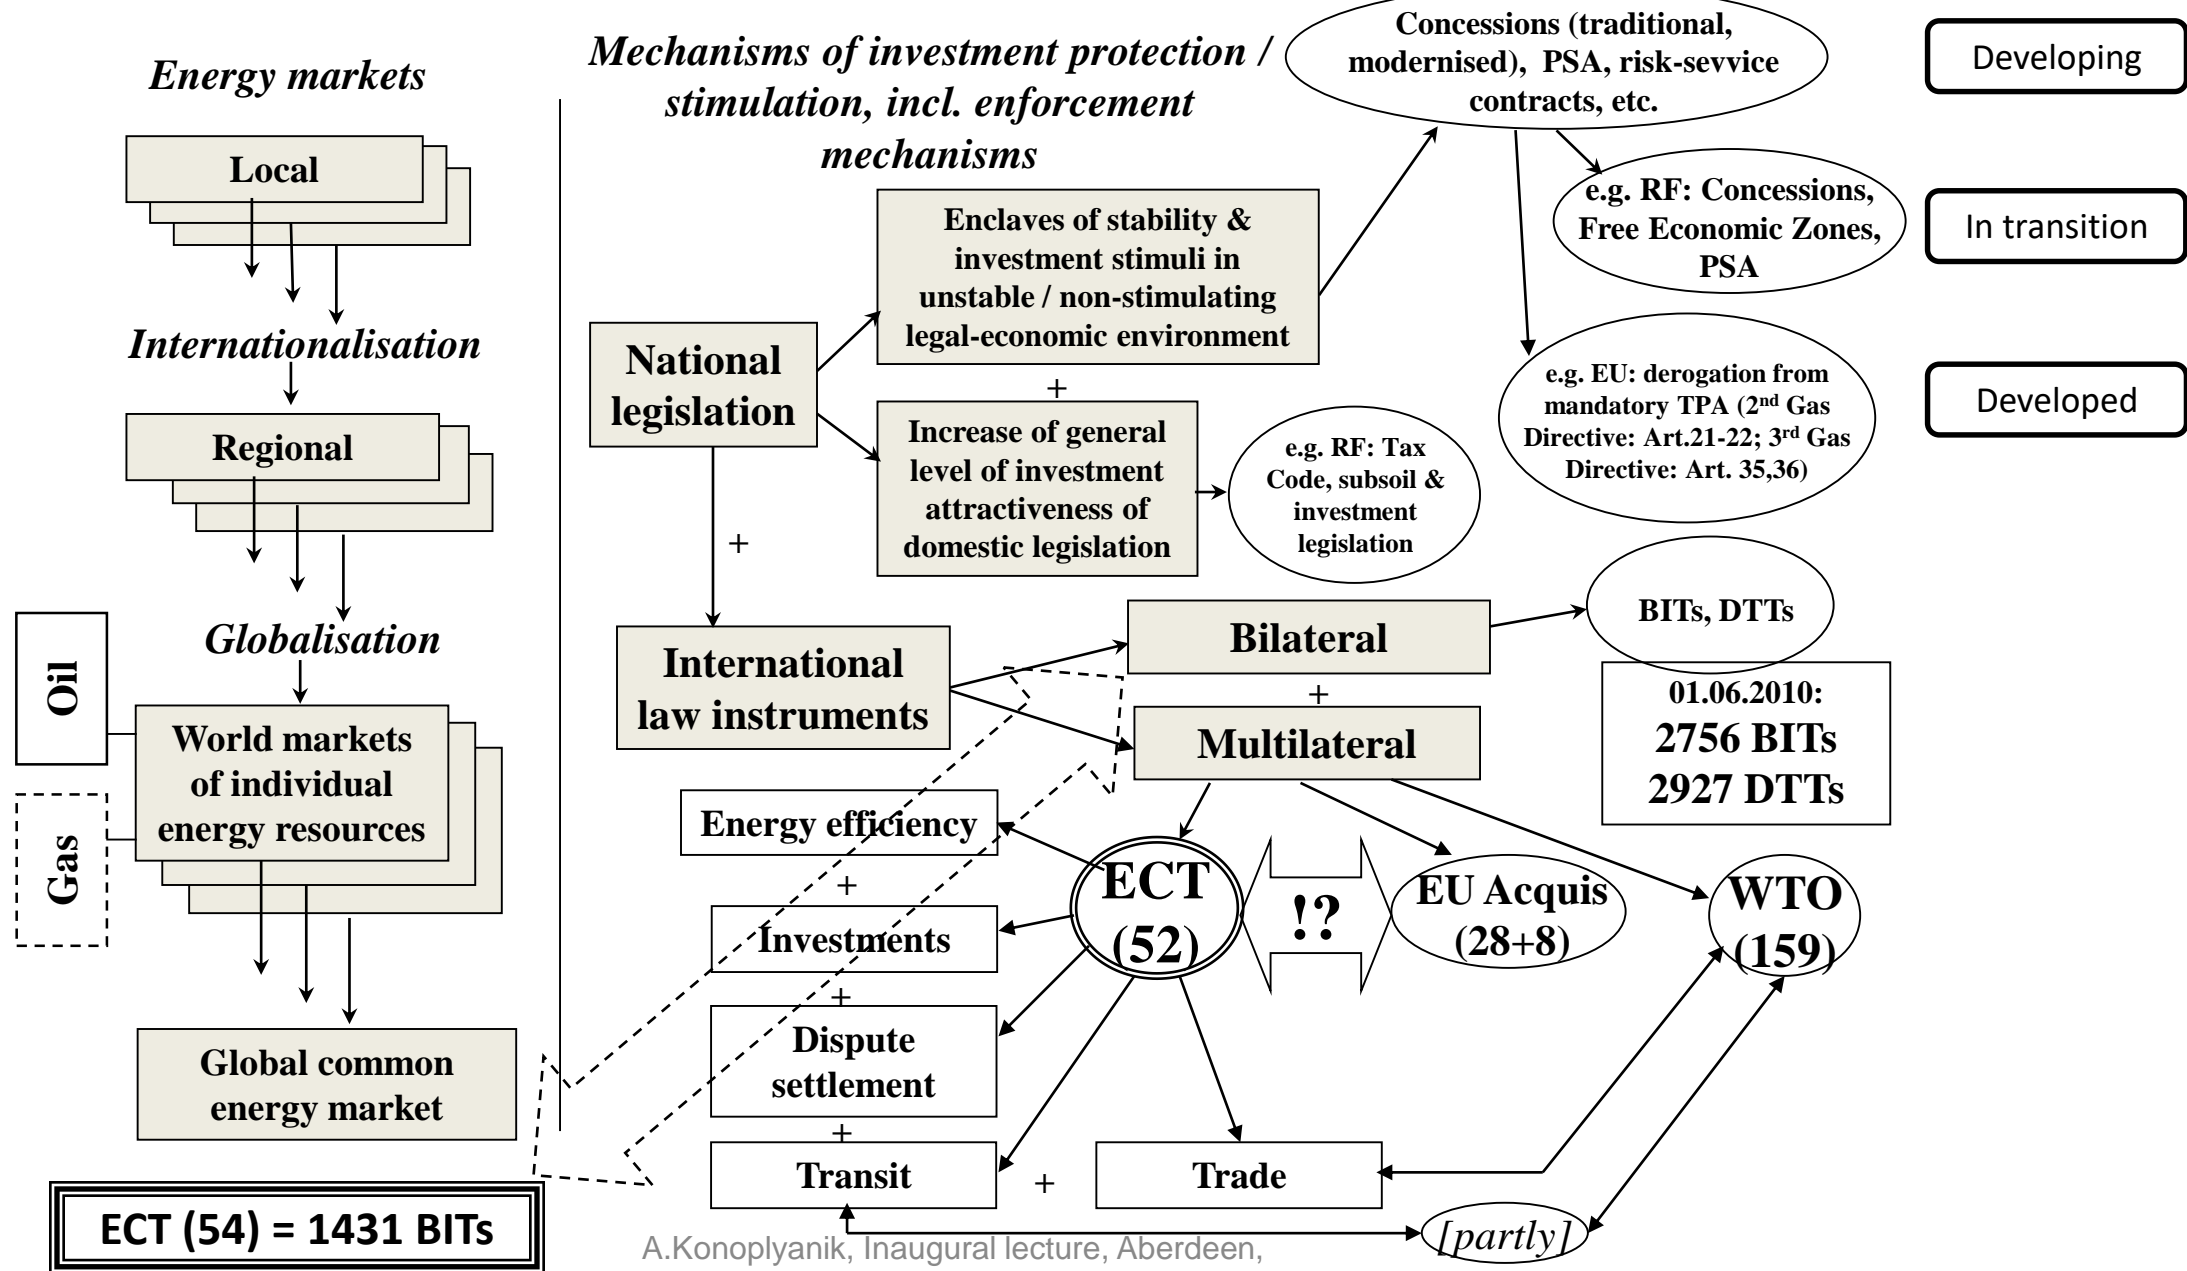 Energy markets
Local
Internationalisation
Regional
Globalisation
Oil
Gas
World markets
of individual
energy resources
Global common
energy market
ECT (54) = 1431 BITs
Mechanisms of investment protection /
stimulation, incl. enforcement
mechanisms
National
legislation
Enclaves of stability &
investment stimuli in
unstable / non-stimulating
legal-economic environment
+
Increase of general
level of investment
attractiveness of
domestic legislation
e.g. RF: Tax
Code, subsoil &
investment
legislation
Concessions (traditional,
modernised), PSA, risk-sevvice
contracts, etc.
e.g. RF: Concessions,
Free Economic Zones,
PSA
e.g. EU: derogation from
mandatory TPA (2nd Gas
Directive: Art.21-22; 3rd Gas
Directive: Art. 35,36)
Developing
In transition
Developed
+
International
law instruments
Bilateral
+
Multilateral
BITs, DTTs
01.06.2010:
2756 BITs
2927 DTTs
Energy efficiency
+
Investments
+
Dispute
settlement
+
Transit
+
Trade
ECT
(52)
!?
EU Acquis
(28+8)
WTO
(159)
[partly]
A.Konoplyanik, Inaugural lecture, Aberdeen,